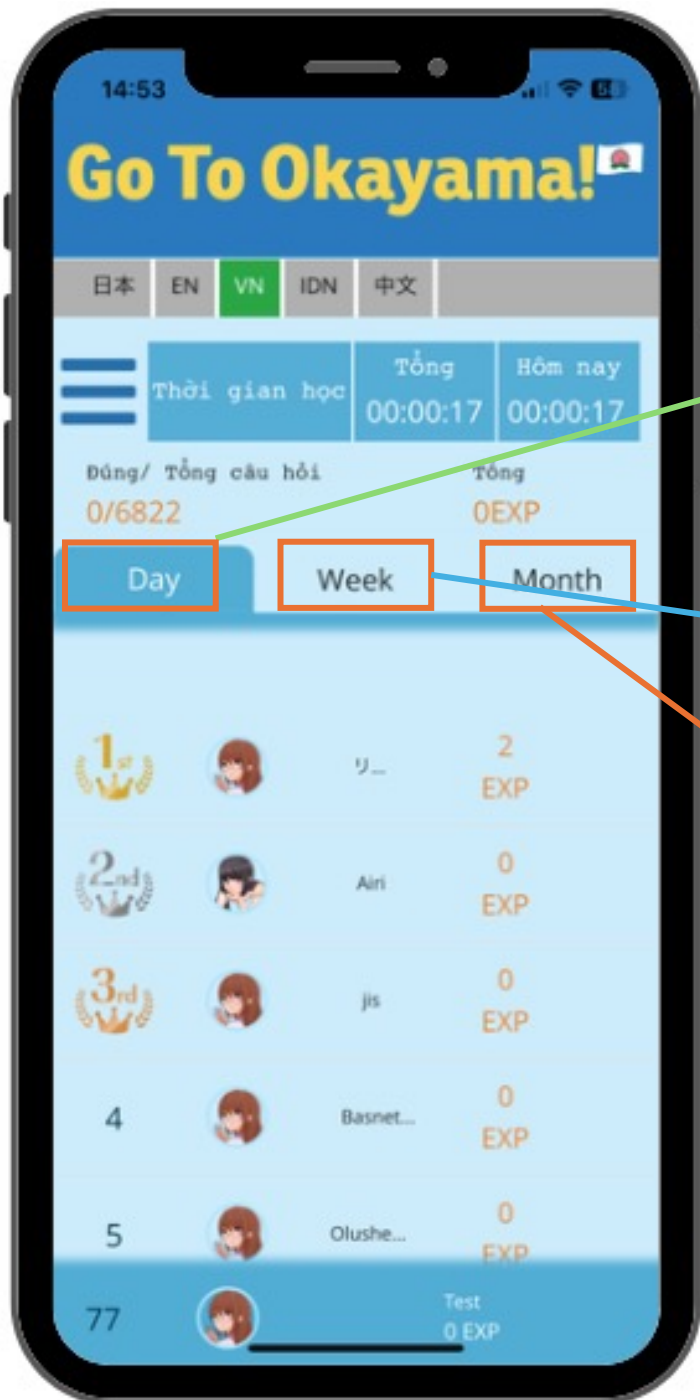 14:53
Go To Okayama!
日本 EN VN IDN 中文
Thời gian học
Tổng
00:00:17
Hôm nay
00:00:17
Đúng/ Tổng câu hỏi
0/6822
Tổng
0EXP
Day Week Month
1st
リ...
2
EXP
2nd
Airi
0
EXP
3rd
jis
0
EXP
4
Basnet...
0
EXP
5
Olushe...
0
EXP
77
Test
0 EXP